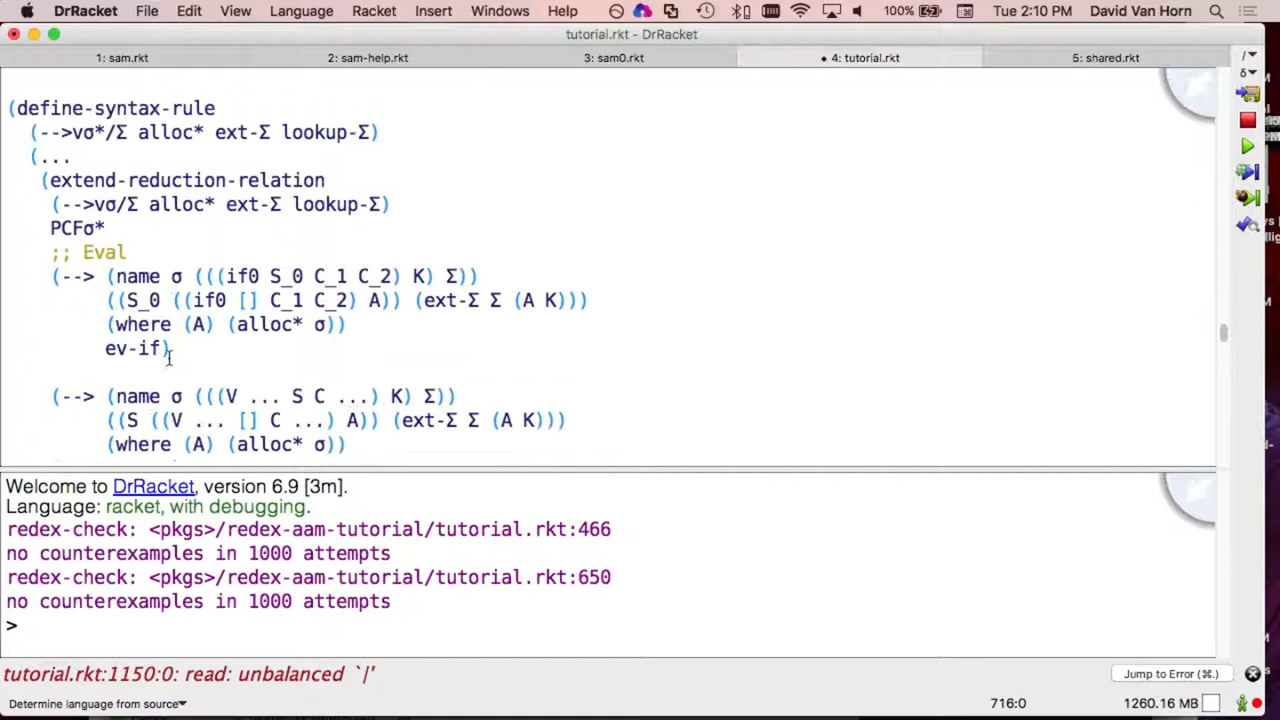 DrRacket File Edit View Language Racket Insert Windows Help 100% Tue 2:10 PM David Van Horn
tutorial.rkt - DrRacket
1: sam.rkt 2: sam-help.rkt 3: sam0.rkt • 4: tutorial.rkt 5: shared.rkt
(define-syntax-rule
(-->vσ*/Σ alloc* ext-Σ lookup-Σ)
(...
(extend-reduction-relation
(-->vσ/Σ alloc* ext-Σ lookup-Σ)
PCFσ*
;; Eval
(--> (name σ (((if0 S_0 C_1 C_2) K) Σ))
((S_0 ((if0 [] C_1 C_2) A)) (ext-Σ Σ (A K)))
(where (A) (alloc* σ))
ev-if)
(--> (name σ (((V ... S C ...) K) Σ))
((S ((V ... [] C ...) A)) (ext-Σ Σ (A K)))
(where (A) (alloc* σ))
Welcome to DrRacket, version 6.9 [3m].
Language: racket, with debugging.
redex-check: <pkgs>/redex-aam-tutorial/tutorial.rkt:466
no counterexamples in 1000 attempts
redex-check: <pkgs>/redex-aam-tutorial/tutorial.rkt:650
no counterexamples in 1000 attempts
>
tutorial.rkt:1150:0: read: unbalanced `|'
Jump to Error (⌘.)
Determine language from source 716:0 1260.16 MB